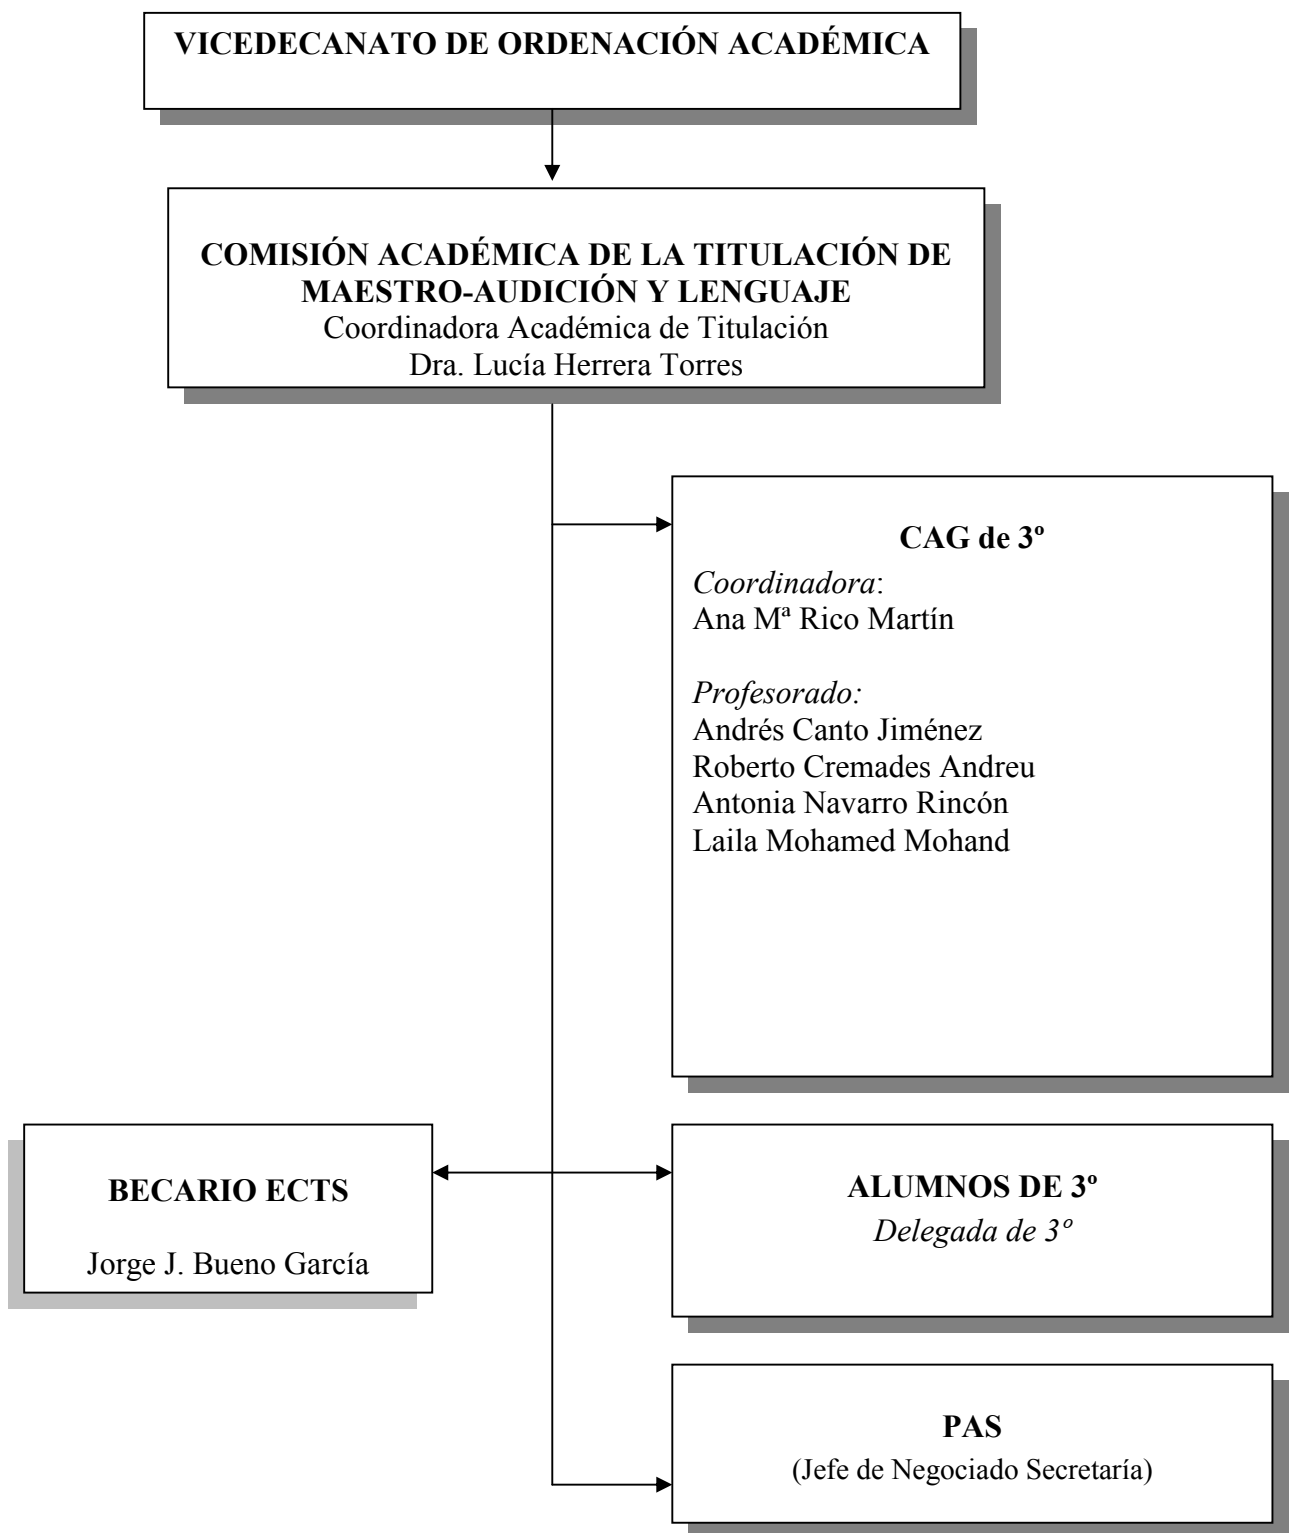 VICEDECANATO DE ORDENACIÓN ACADÉMICA
COMISIÓN ACADÉMICA DE LA TITULACIÓN DE
MAESTRO-AUDICIÓN Y LENGUAJE
Coordinadora Académica de Titulación
Dra. Lucía Herrera Torres
CAG de 3º
Coordinadora:
Ana Mª Rico Martín
Profesorado:
Andrés Canto Jiménez
Roberto Cremades Andreu
Antonia Navarro Rincón
Laila Mohamed Mohand
BECARIO ECTS
Jorge J. Bueno García
ALUMNOS DE 3º
Delegada de 3º
PAS
(Jefe de Negociado Secretaría)